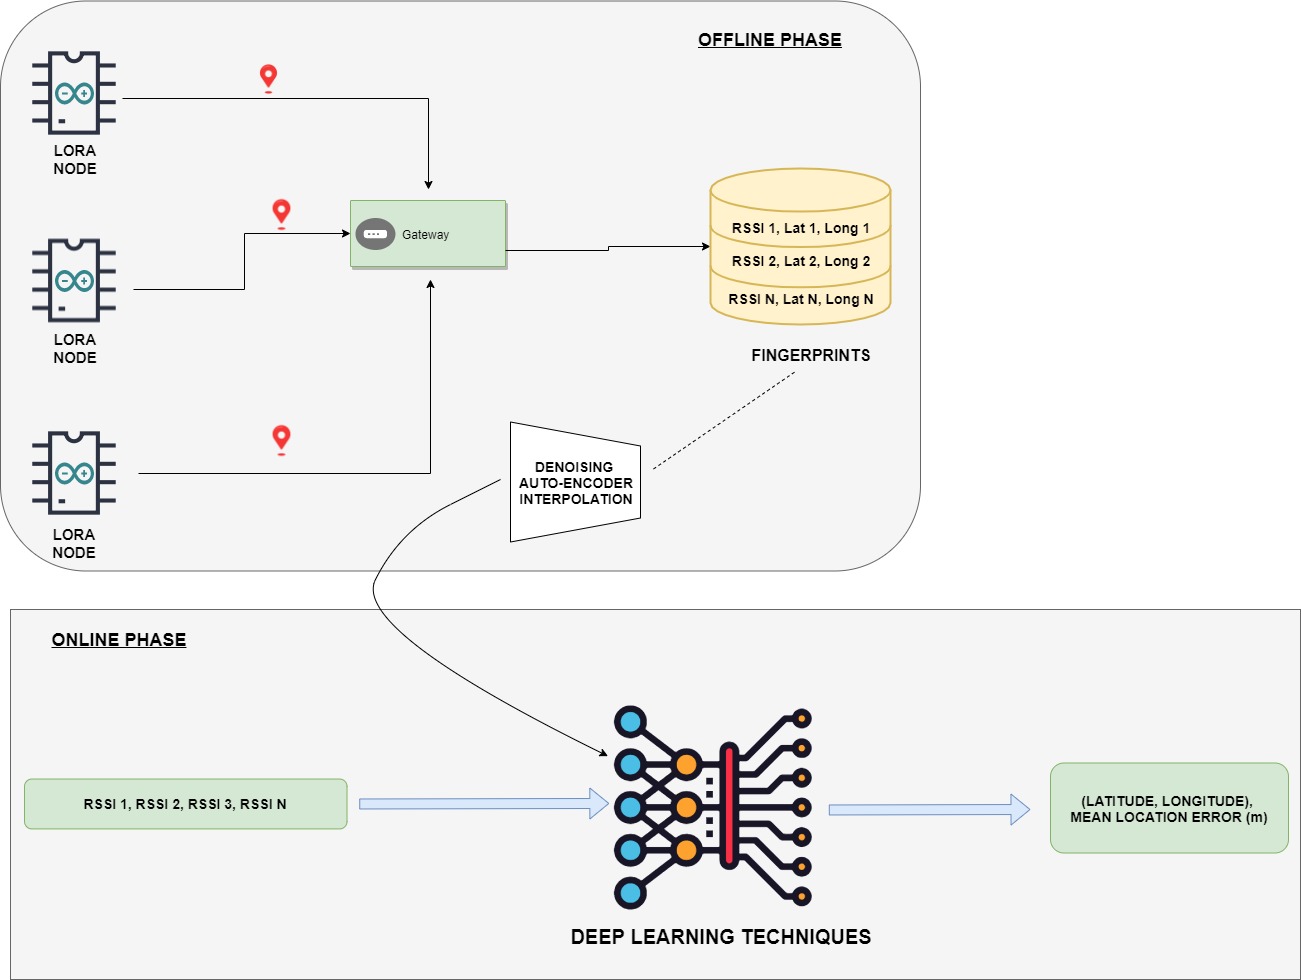 OFFLINE PHASE
LORA
NODE
Gateway
RSSI 1, Lat 1, Long 1
RSSI 2, Lat 2, Long 2
RSSI N, Lat N, Long N
LORA
NODE
FINGERPRINTS
DENOISING
AUTO-ENCODER
INTERPOLATION
LORA
NODE
ONLINE PHASE
RSSI 1, RSSI 2, RSSI 3, RSSI N
(LATITUDE, LONGITUDE),
MEAN LOCATION ERROR (m)
DEEP LEARNING TECHNIQUES